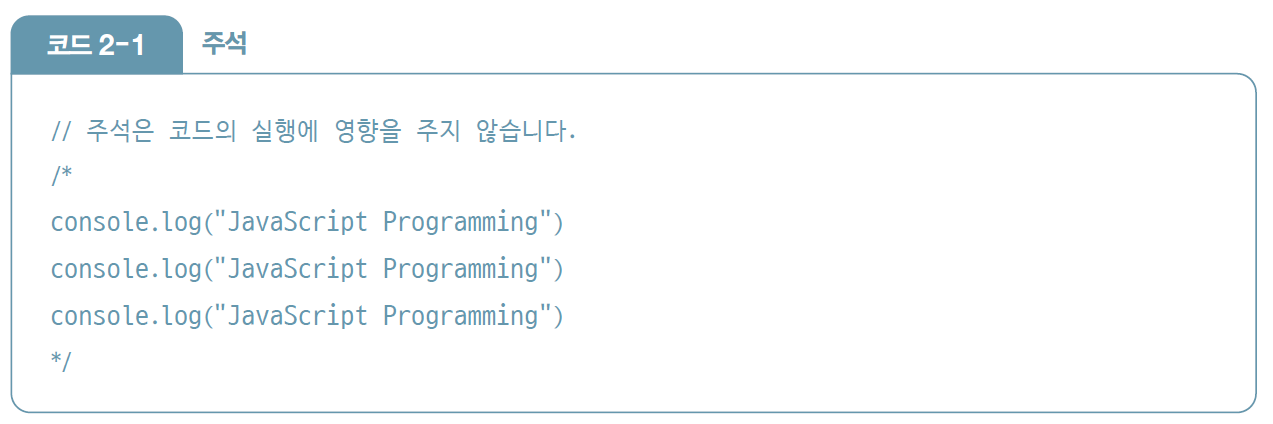 코드 2-1 주석
// 주석은 코드의 실행에 영향을 주지 않습니다.
/*
console.log("JavaScript Programming")
console.log("JavaScript Programming")
console.log("JavaScript Programming")
*/